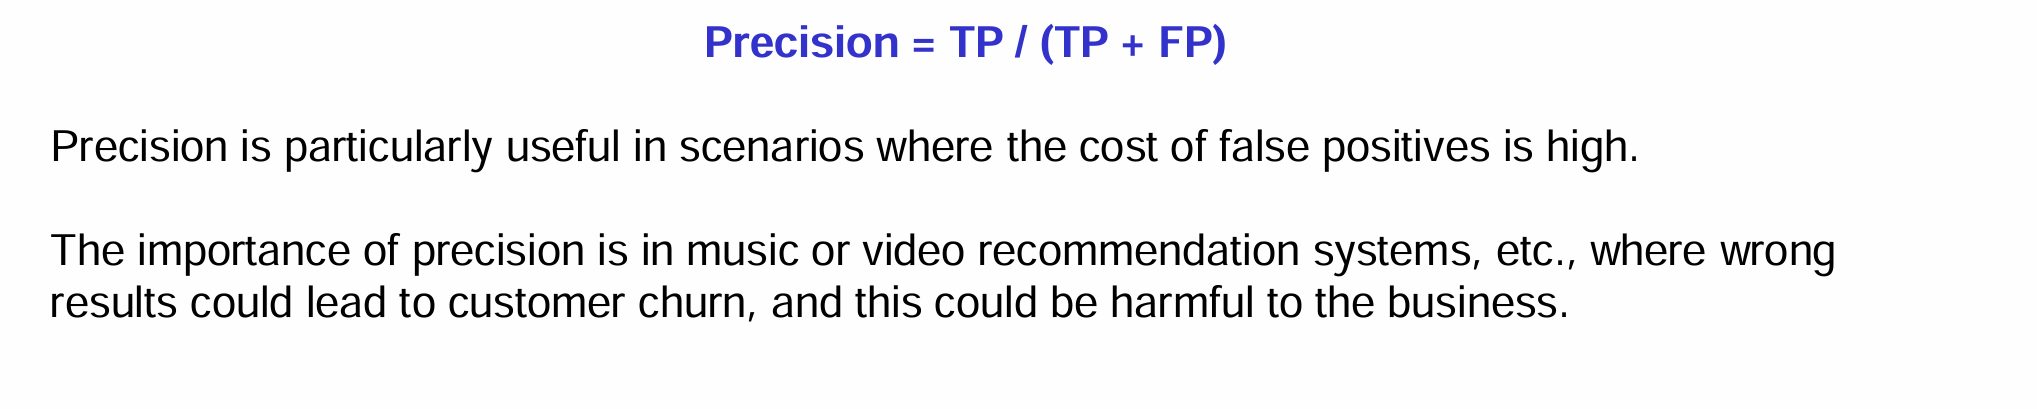 Precision = TP / (TP + FP)
Precision is particularly useful in scenarios where the cost of false positives is high.
The importance of precision is in music or video recommendation systems, etc., where wrong
results could lead to customer churn, and this could be harmful to the business.